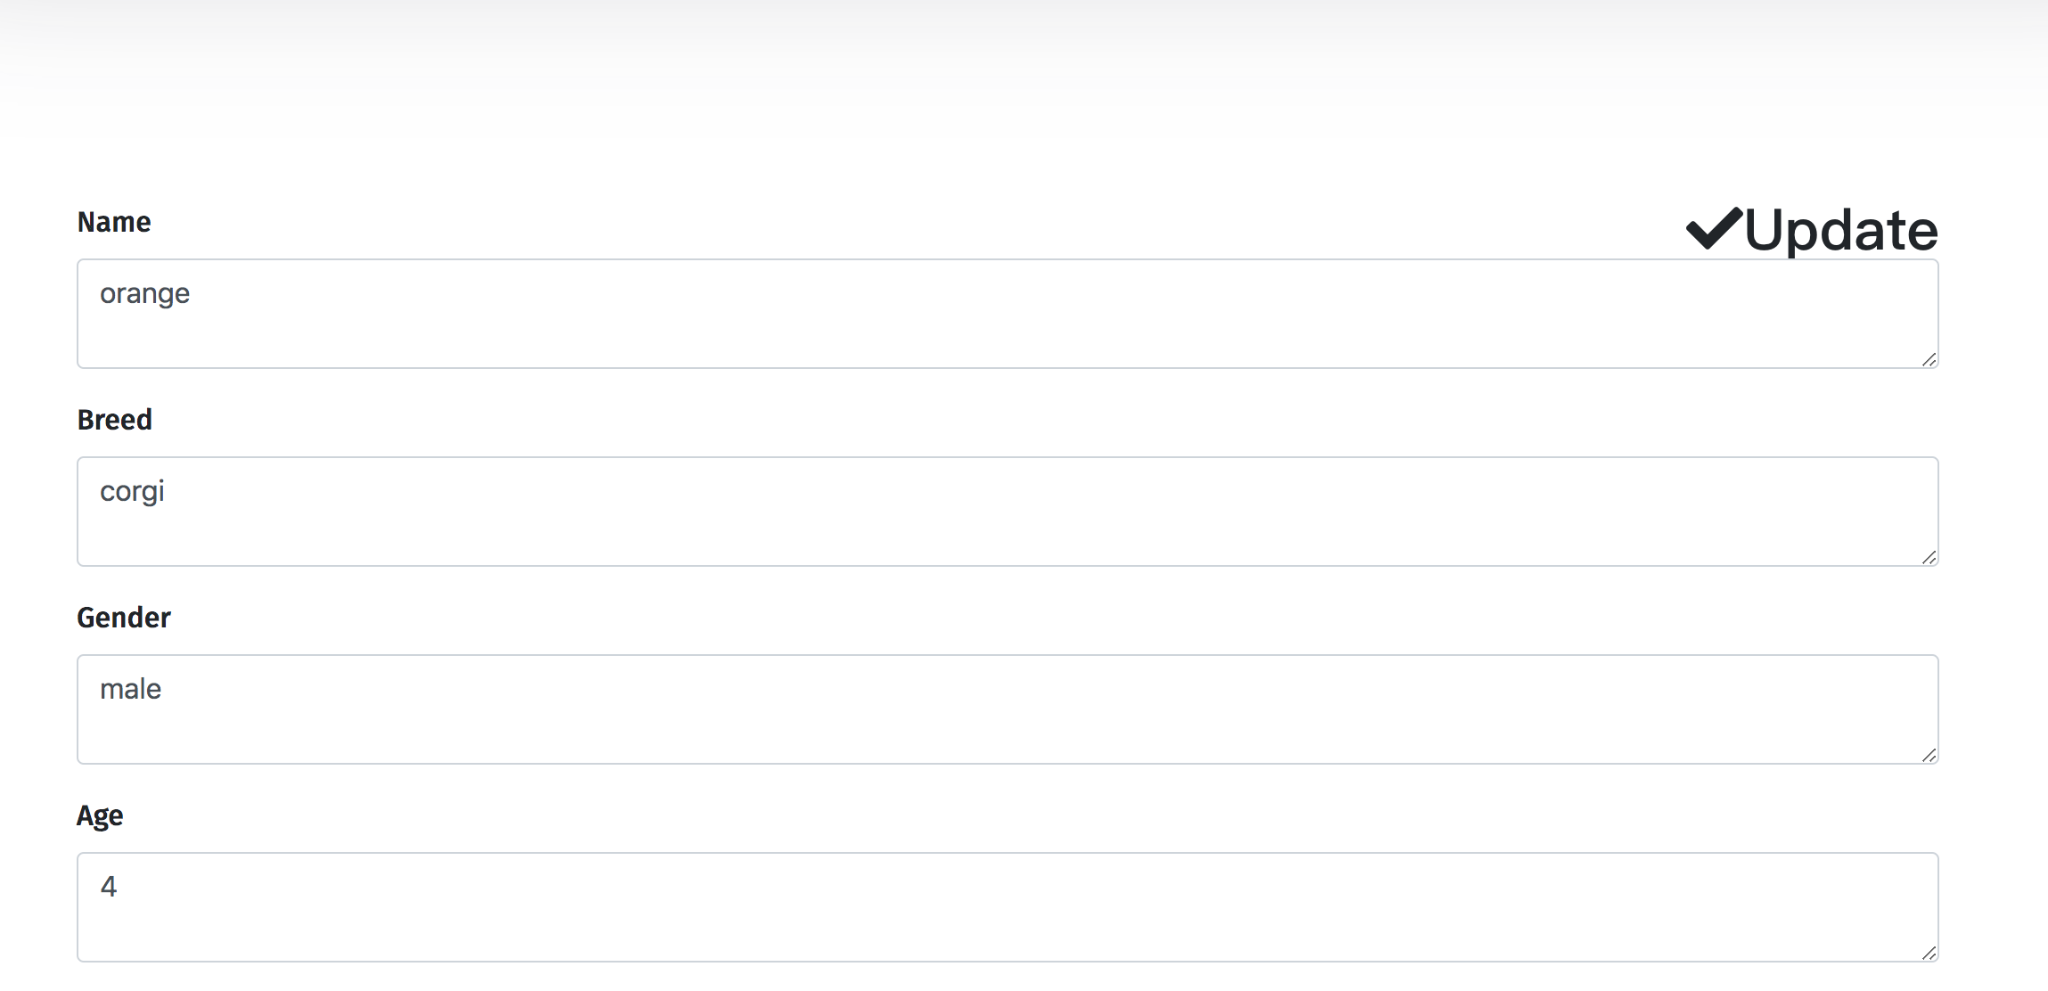 Name
Update
orange
Breed
corgi
Gender
male
Age
4